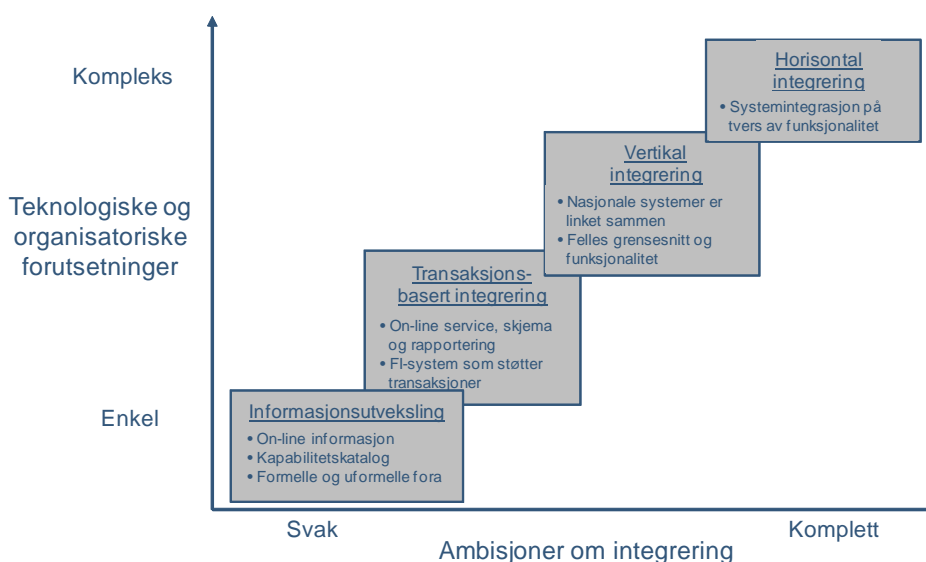 Kompleks
Horisontal
integrering
• Systemintegrasjon på
tvers av funksjonalitet
Teknologiske og
organisatoriske
forutsetninger
Vertikal
integrering
• Nasjonale systemer er
linket sammen
• Felles grensesnitt og
funksjonalitet
Transaksjons-
basert integrering
• On-line service, skjema
og rapportering
• FI-system som støtter
transaksjoner
Enkel
Informasjonsutveksling
• On-line informasjon
• Kapabilitetskatalog
• Formelle og uformelle fora
Svak
Komplett
Ambisjoner om integrering